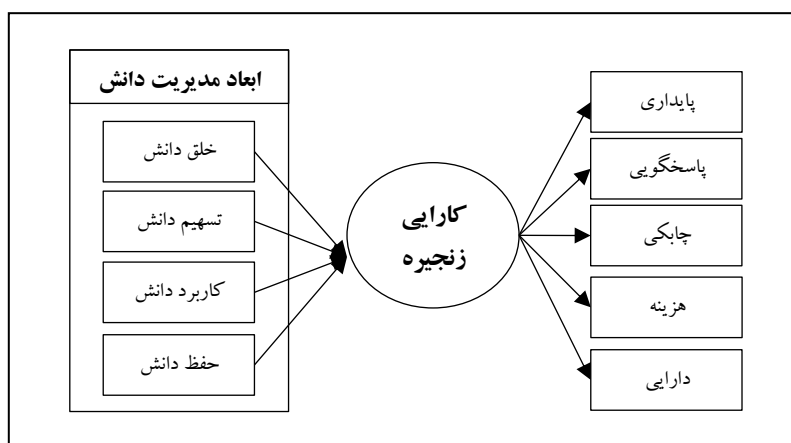 ابعاد مدیریت دانش
خلق دانش
تسهیم دانش
کاربرد دانش
حفظ دانش
کارایی
زنجیره
پایداری
پاسخگویی
چابکی
هزینه
دارایی